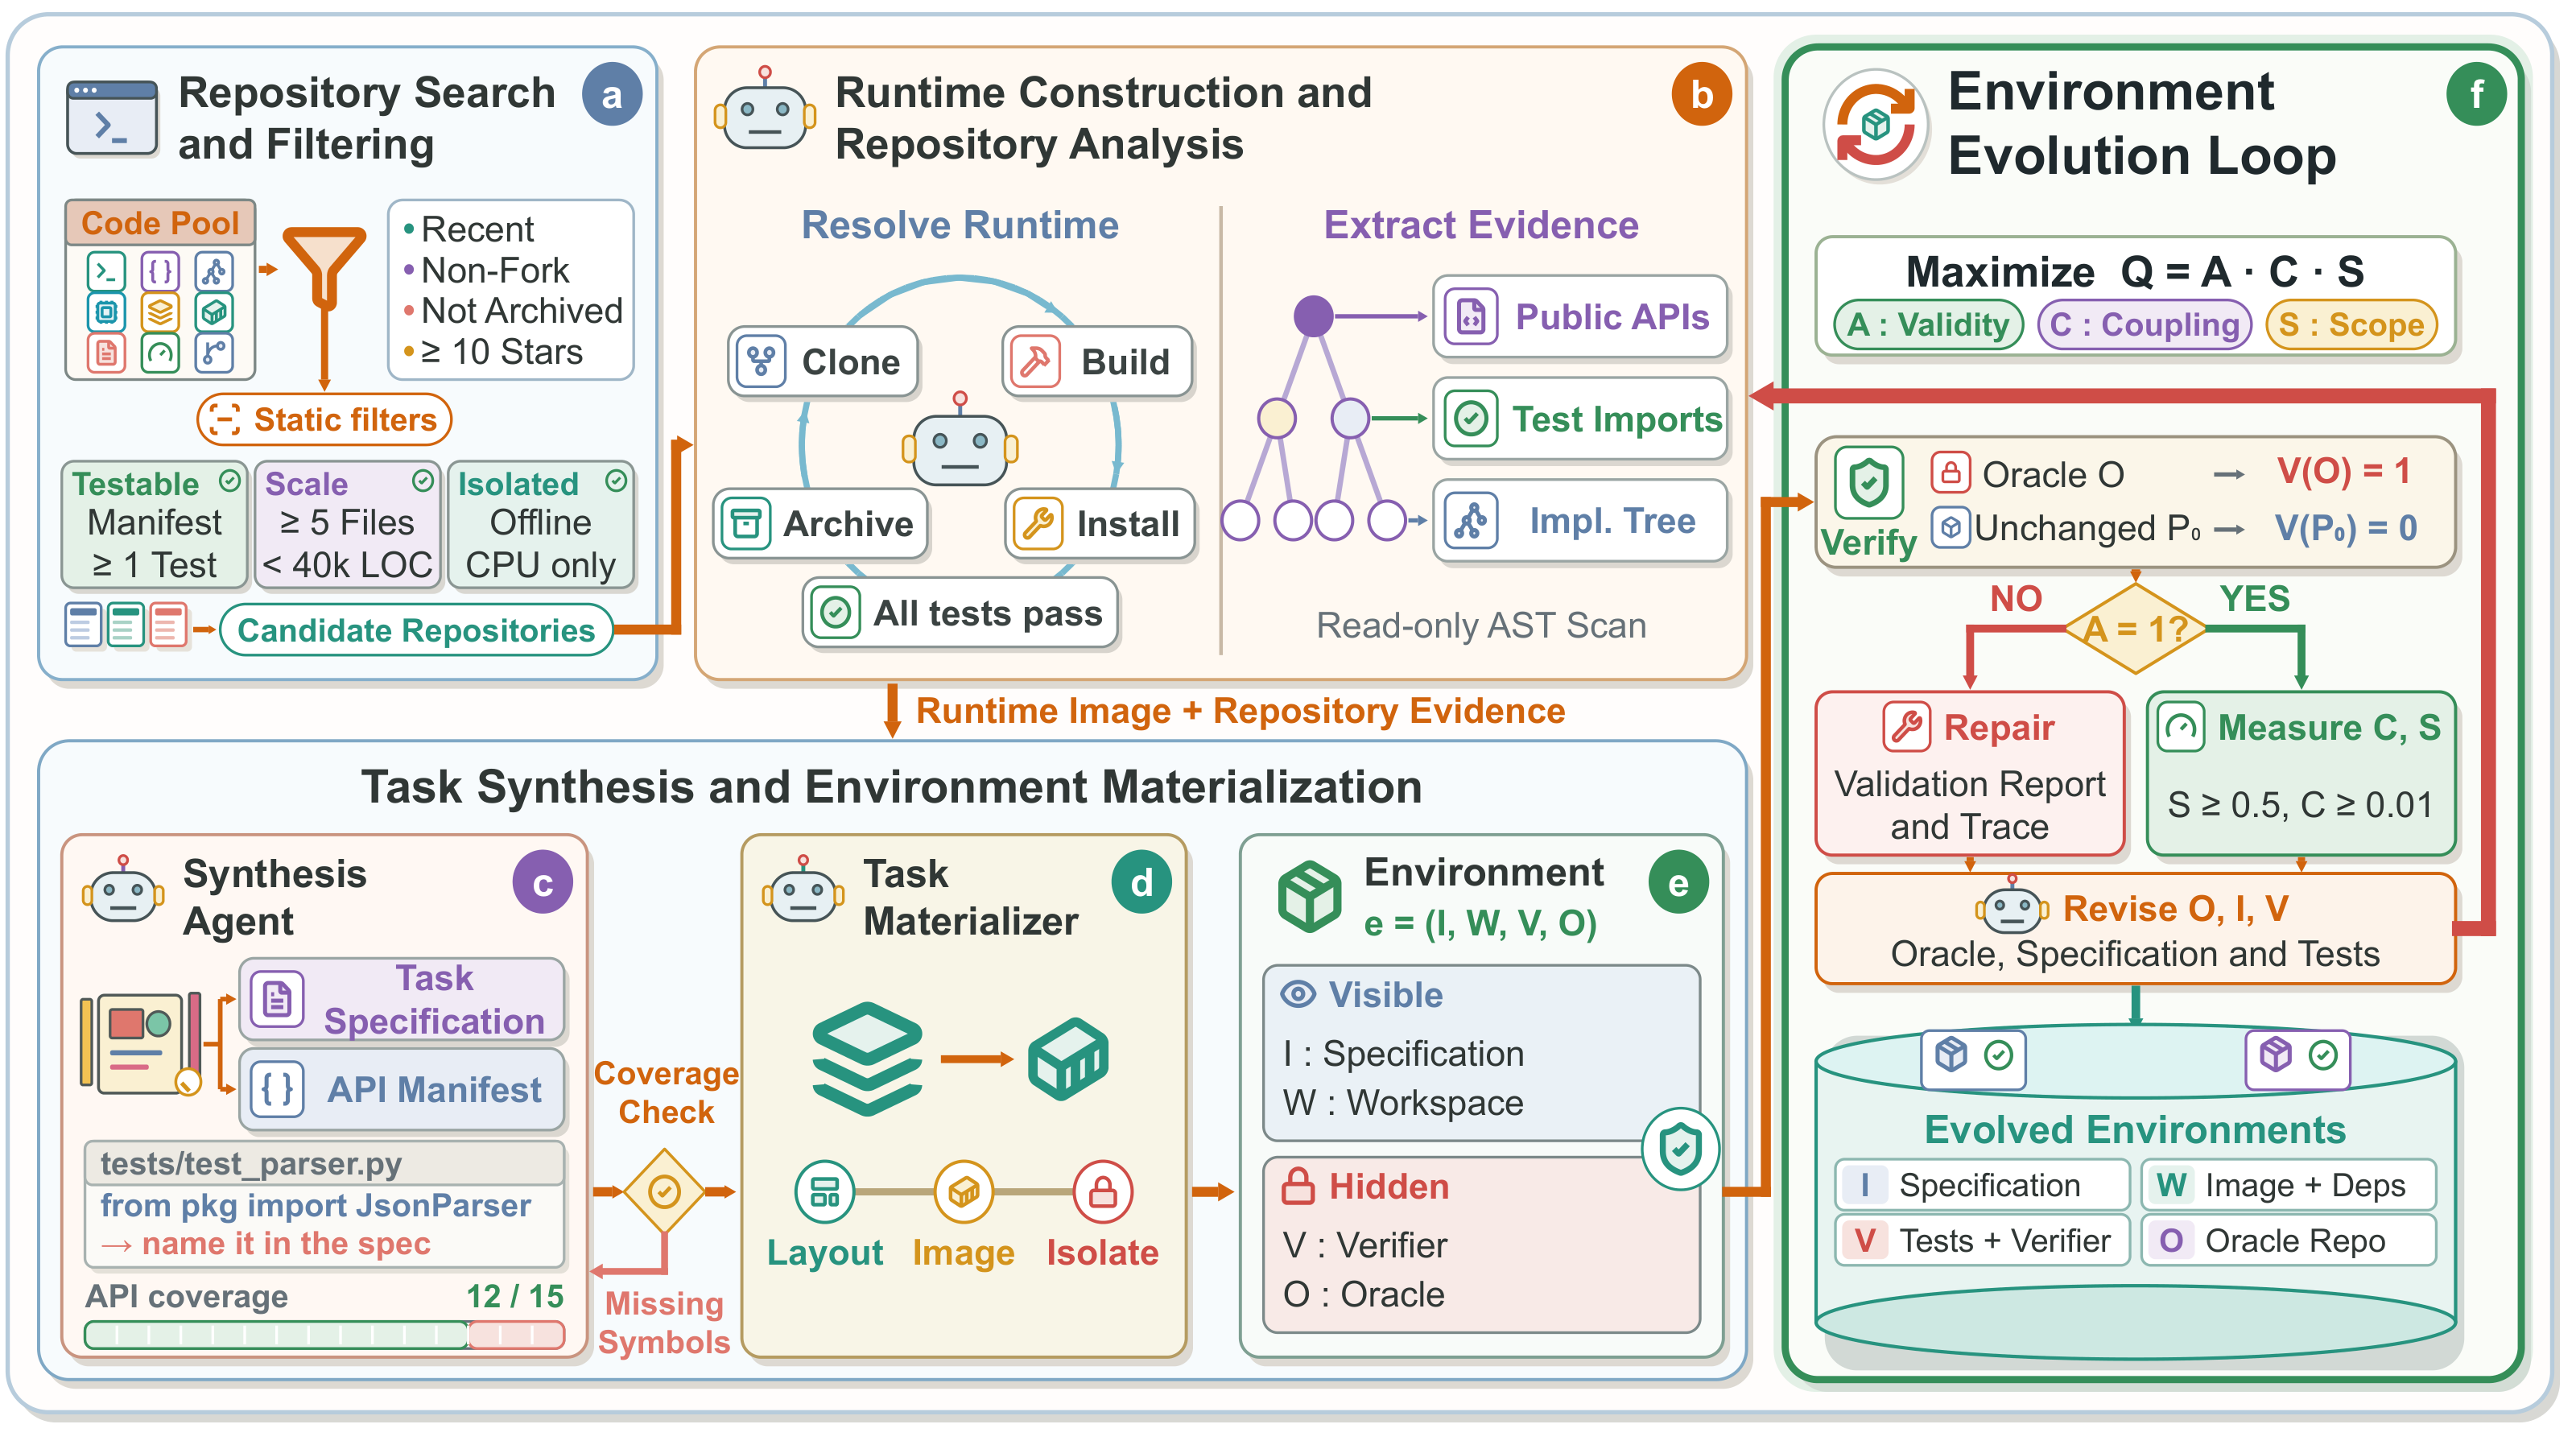 Repository Search
and Filtering
a
Code Pool
• Recent
• Non-Fork
• Not Archived
• ≥ 10 Stars
Static filters
Testable
Manifest
≥ 1 Test
Scale
≥ 5 Files
< 40k LOC
Isolated
Offline
CPU only
Candidate Repositories
Runtime Construction and
Repository Analysis
b
Resolve Runtime
Clone
Build
Archive
Install
All tests pass
Extract Evidence
Public APIs
Test Imports
Impl. Tree
Read-only AST Scan
Runtime Image + Repository Evidence
Task Synthesis and Environment Materialization
Synthesis
Agent
c
Task
Specification
{ } API Manifest
tests/test_parser.py
from pkg import JsonParser
→ name it in the spec
API coverage 12 / 15
Coverage
Check
Missing
Symbols
Task
Materializer
d
Layout
Image
Isolate
Environment
e = (I, W, V, O)
e
Visible
I : Specification
W : Workspace
Hidden
V : Verifier
O : Oracle
Environment
Evolution Loop
f
Maximize Q = A · C · S
A : Validity
C : Coupling
S : Scope
Verify
Oracle O → V(O) = 1
Unchanged P₀ → V(P₀) = 0
NO
A = 1?
YES
Repair
Validation Report
and Trace
Measure C, S
S ≥ 0.5, C ≥ 0.01
Revise O, I, V
Oracle, Specification and Tests
Evolved Environments
I Specification
W Image + Deps
V Tests + Verifier
O Oracle Repo